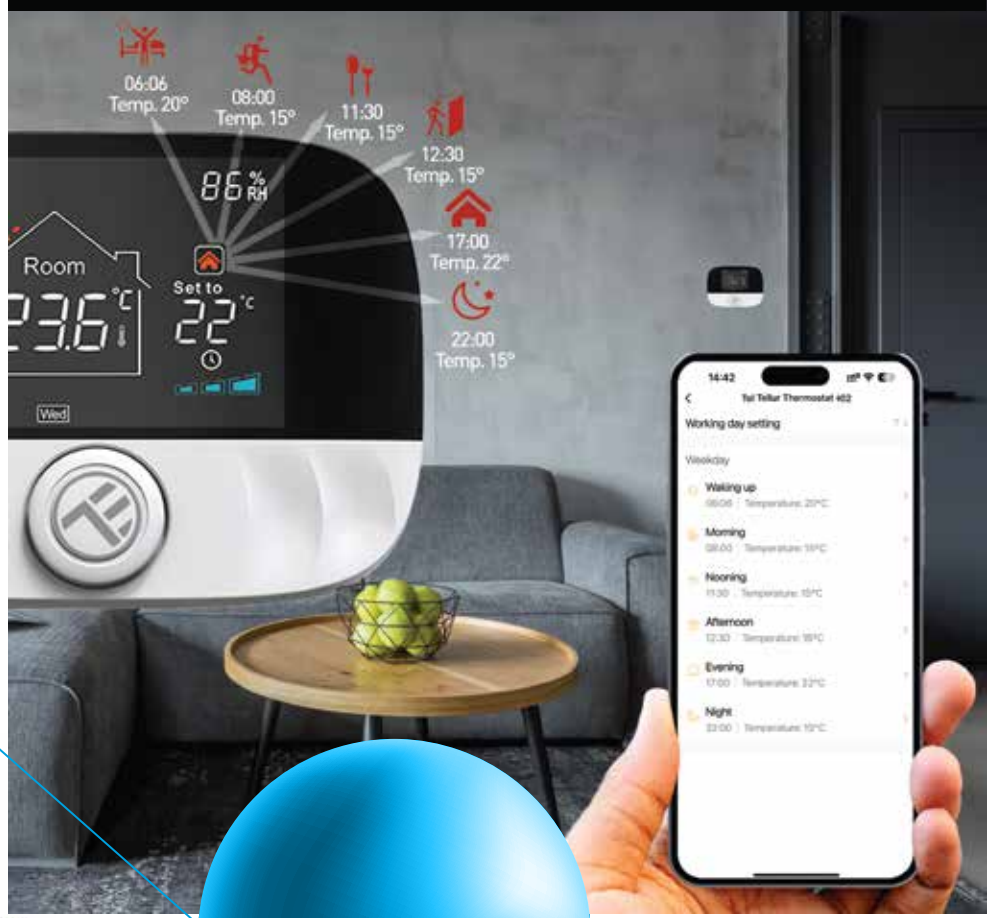 06:06
Temp. 20°
08:00
Temp. 15°
11:30
Temp. 15°
12:30
Temp. 15°
17:00
Temp. 22°
22:00
Temp. 15°
86 % RH
Room
23.6 °C
Set to
22 °C
Wed
14:42
Tellur Thermostat
Working day setting
Weekday
Waking up
06:06 Temperature: 20°C
Morning
08:00 Temperature: 15°C
Nooning
11:30 Temperature: 15°C
Afternoon
12:30 Temperature:
Evening
17:00 Temperature: 22°C
Night
22:00 Temperature: 15°C